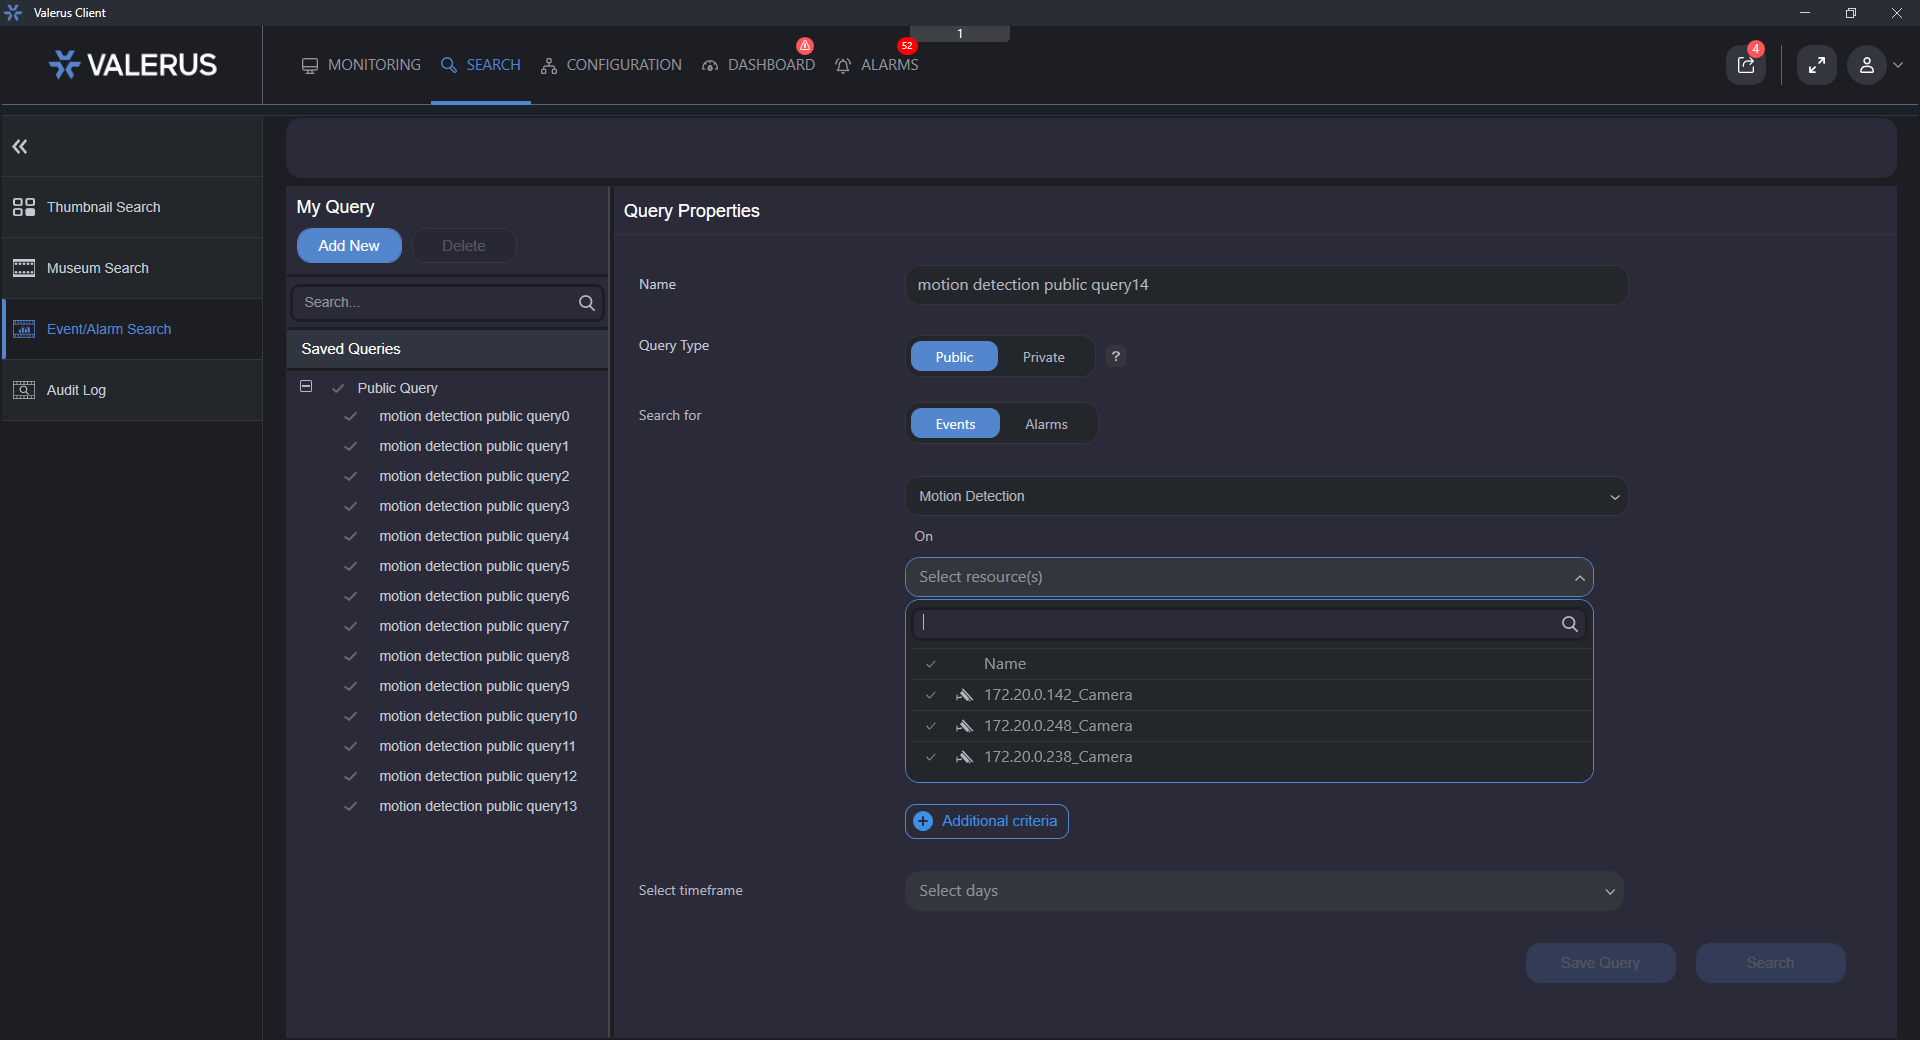 Valerus Client
1
VALERUS
MONITORING
SEARCH
CONFIGURATION
DASHBOARD
52
ALARMS
4
Thumbnail Search
Museum Search
Event/Alarm Search
Audit Log
My Query
Add New
Delete
Search...
Saved Queries
Public Query
motion detection public query0
motion detection public query1
motion detection public query2
motion detection public query3
motion detection public query4
motion detection public query5
motion detection public query6
motion detection public query7
motion detection public query8
motion detection public query9
motion detection public query10
motion detection public query11
motion detection public query12
motion detection public query13
Query Properties
Name
motion detection public query14
Query Type
Public
Private
?
Search for
Events
Alarms
Motion Detection
On
Select resource(s)
Name
172.20.0.142_Camera
172.20.0.248_Camera
172.20.0.238_Camera
Additional criteria
Select timeframe
Select days
Save Query
Search